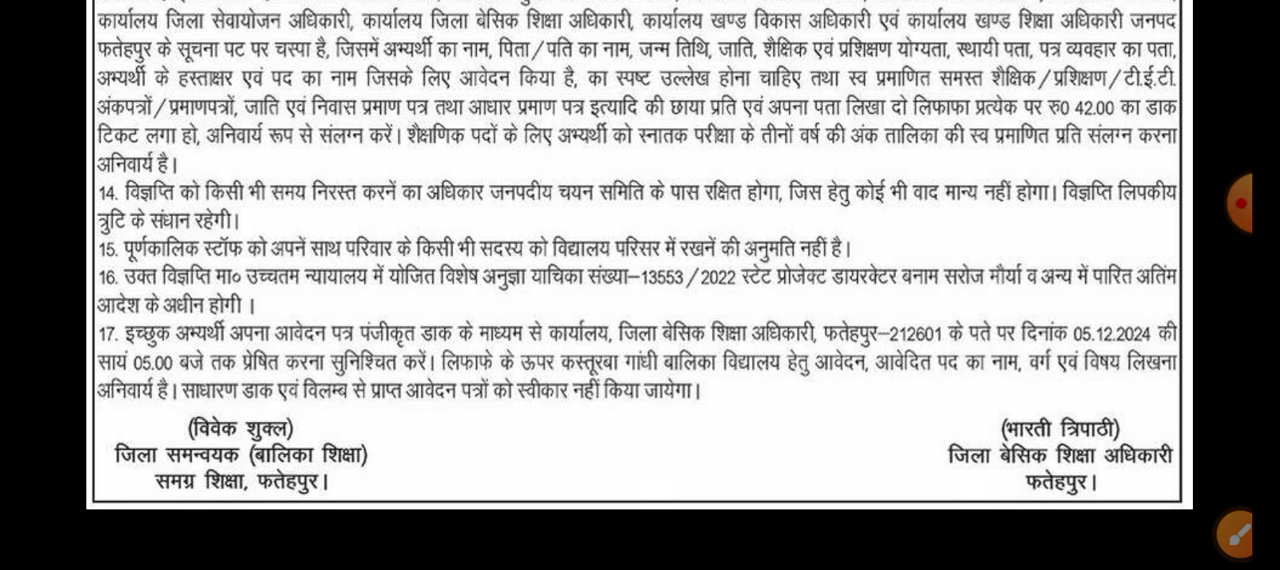 कार्यालय जिला सेवायोजन अधिकारी, कार्यालय जिला बेसिक शिक्षा अधिकारी, कार्यालय खण्ड विकास अधिकारी एवं कार्यालय खण्ड शिक्षा अधिकारी जनपद
फतेहपुर के सूचना पट पर चस्पा है, जिसमें अभ्यर्थी का नाम, पिता/पति का नाम, जन्म तिथि, जाति, शैक्षिक एवं प्रशिक्षण योग्यता, स्थायी पता, पत्र व्यवहार का पता,
अभ्यर्थी के हस्ताक्षर एवं पद का नाम जिसके लिए आवेदन किया है, का स्पष्ट उल्लेख होना चाहिए तथा स्व प्रमाणित समस्त शैक्षिक/प्रशिक्षण/टी.ई.टी.
अंकपत्रों/प्रमाणपत्रों, जाति एवं निवास प्रमाण पत्र तथा आधार प्रमाण पत्र इत्यादि की छाया प्रति एवं अपना पता लिखा दो लिफाफा प्रत्येक पर रु0 42.00 का डाक
टिकट लगा हो, अनिवार्य रूप से संलग्न करें। शैक्षणिक पदों के लिए अभ्यर्थी को स्नातक परीक्षा के तीनों वर्ष की अंक तालिका की स्व प्रमाणित प्रति संलग्न करना
अनिवार्य है।
14. विज्ञप्ति को किसी भी समय निरस्त करनें का अधिकार जनपदीय चयन समिति के पास रक्षित होगा, जिस हेतु कोई भी वाद मान्य नहीं होगा। विज्ञप्ति लिपकीय
त्रुटि के संधान रहेगी।
15. पूर्णकालिक स्टॉफ को अपनें साथ परिवार के किसी भी सदस्य को विद्यालय परिसर में रखनें की अनुमति नहीं है।
16. उक्त विज्ञप्ति मा० उच्चतम न्यायालय में योजित विशेष अनुज्ञा याचिका संख्या–13553/2022 स्टेट प्रोजेक्ट डायरक्टेर बनाम सरोज मौर्या व अन्य में पारित अतिंम
आदेश के अधीन होगी ।
17. इच्छुक अभ्यर्थी अपना आवेदन पत्र पंजीकृत डाक के माध्यम से कार्यालय, जिला बेसिक शिक्षा अधिकारी, फतेहपुर–212601 के पते पर दिनांक 05.12.2024 की
सायं 05.00 बजे तक प्रेषित करना सुनिश्चित करें। लिफाफे के ऊपर कस्तूरबा गांधी बालिका विद्यालय हेतु आवेदन, आवेदित पद का नाम, वर्ग एवं विषय लिखना
अनिवार्य है। साधारण डाक एवं विलम्ब से प्राप्त आवेदन पत्रों को स्वीकार नहीं किया जायेगा।
(विवेक शुक्ल)
जिला समन्वयक (बालिका शिक्षा)
समग्र शिक्षा, फतेहपुर।
(भारती त्रिपाठी)
जिला बेसिक शिक्षा अधिकारी
फतेहपुर।